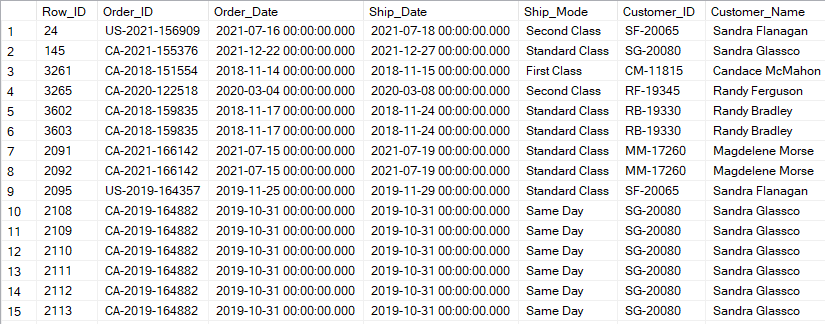 Row_ID Order_ID Order_Date Ship_Date Ship_Mode Customer_ID Customer_Name
1 24 US-2021-156909 2021-07-16 00:00:00.000 2021-07-18 00:00:00.000 Second Class SF-20065 Sandra Flanagan
2 145 CA-2021-155376 2021-12-22 00:00:00.000 2021-12-27 00:00:00.000 Standard Class SG-20080 Sandra Glassco
3 3261 CA-2018-151554 2018-11-14 00:00:00.000 2018-11-15 00:00:00.000 First Class CM-11815 Candace McMahon
4 3265 CA-2020-122518 2020-03-04 00:00:00.000 2020-03-08 00:00:00.000 Second Class RF-19345 Randy Ferguson
5 3602 CA-2018-159835 2018-11-17 00:00:00.000 2018-11-24 00:00:00.000 Standard Class RB-19330 Randy Bradley
6 3603 CA-2018-159835 2018-11-17 00:00:00.000 2018-11-24 00:00:00.000 Standard Class RB-19330 Randy Bradley
7 2091 CA-2021-166142 2021-07-15 00:00:00.000 2021-07-19 00:00:00.000 Standard Class MM-17260 Magdelene Morse
8 2092 CA-2021-166142 2021-07-15 00:00:00.000 2021-07-19 00:00:00.000 Standard Class MM-17260 Magdelene Morse
9 2095 US-2019-164357 2019-11-25 00:00:00.000 2019-11-29 00:00:00.000 Standard Class SF-20065 Sandra Flanagan
10 2108 CA-2019-164882 2019-10-31 00:00:00.000 2019-10-31 00:00:00.000 Same Day SG-20080 Sandra Glassco
11 2109 CA-2019-164882 2019-10-31 00:00:00.000 2019-10-31 00:00:00.000 Same Day SG-20080 Sandra Glassco
12 2110 CA-2019-164882 2019-10-31 00:00:00.000 2019-10-31 00:00:00.000 Same Day SG-20080 Sandra Glassco
13 2111 CA-2019-164882 2019-10-31 00:00:00.000 2019-10-31 00:00:00.000 Same Day SG-20080 Sandra Glassco
14 2112 CA-2019-164882 2019-10-31 00:00:00.000 2019-10-31 00:00:00.000 Same Day SG-20080 Sandra Glassco
15 2113 CA-2019-164882 2019-10-31 00:00:00.000 2019-10-31 00:00:00.000 Same Day SG-20080 Sandra Glassco